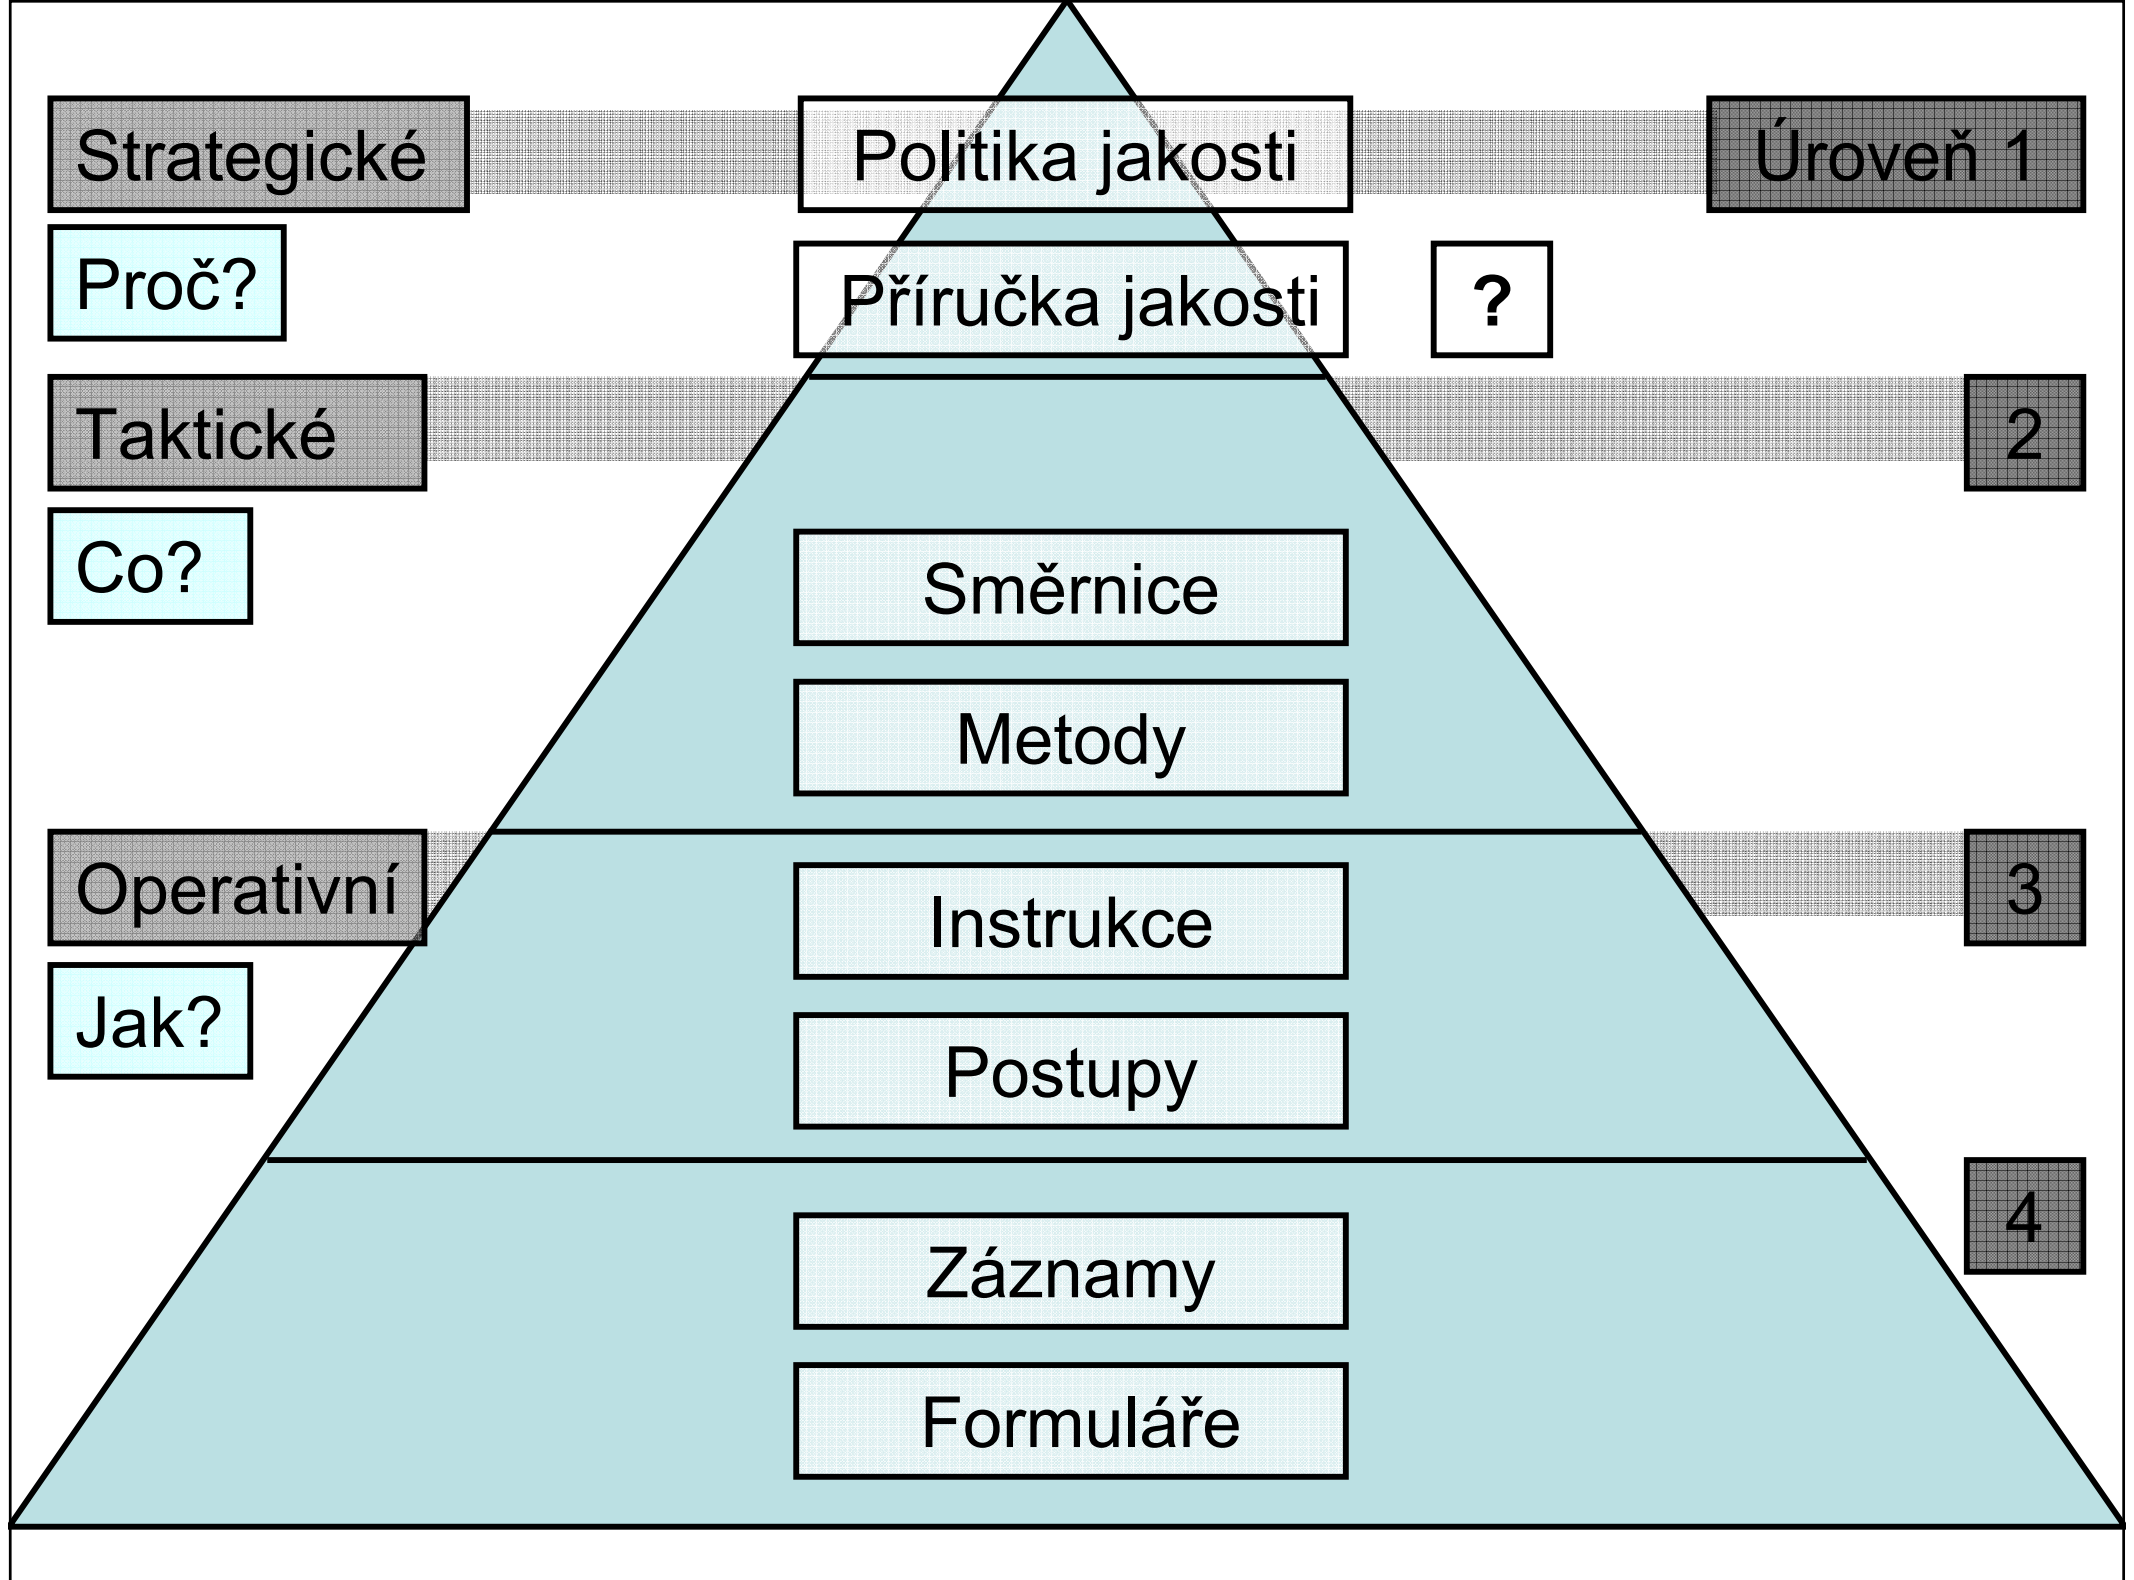 Strategické Politika jakosti Úroveň 1
Proč? Příručka jakosti ?
Taktické 2
Co? Směrnice
Metody
Operativní Instrukce 3
Jak? Postupy
4
Záznamy
Formuláře